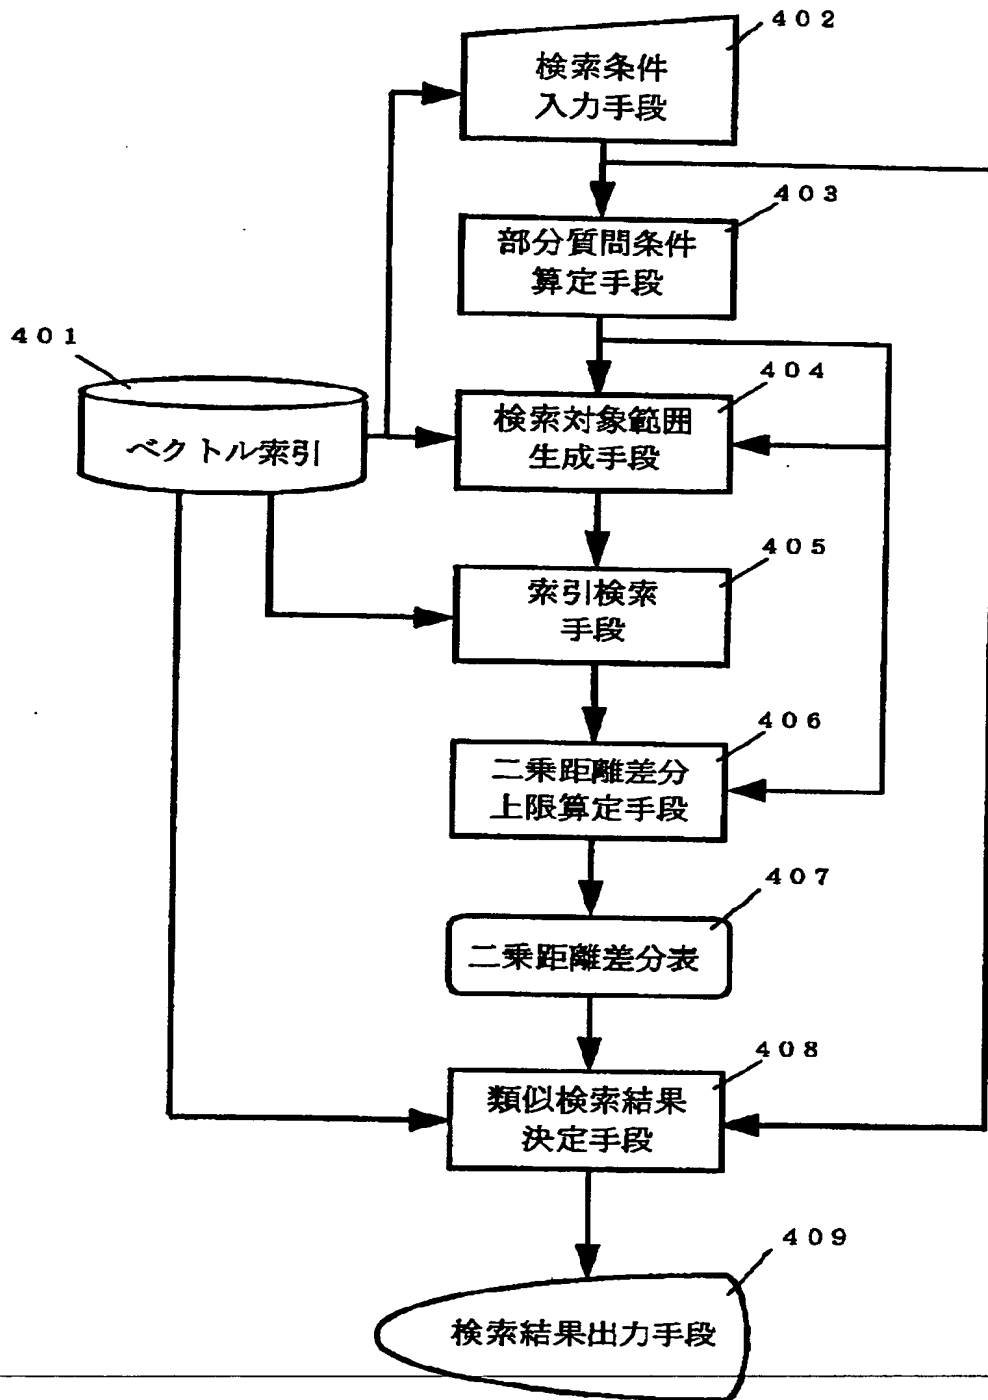 402
検索条件
入力手段
403
部分質問条件
算定手段
401
ベクトル索引
404
検索対象範囲
生成手段
405
索引検索
手段
406
二乗距離差分
上限算定手段
407
二乗距離差分表
408
類似検索結果
決定手段
409
検索結果出力手段